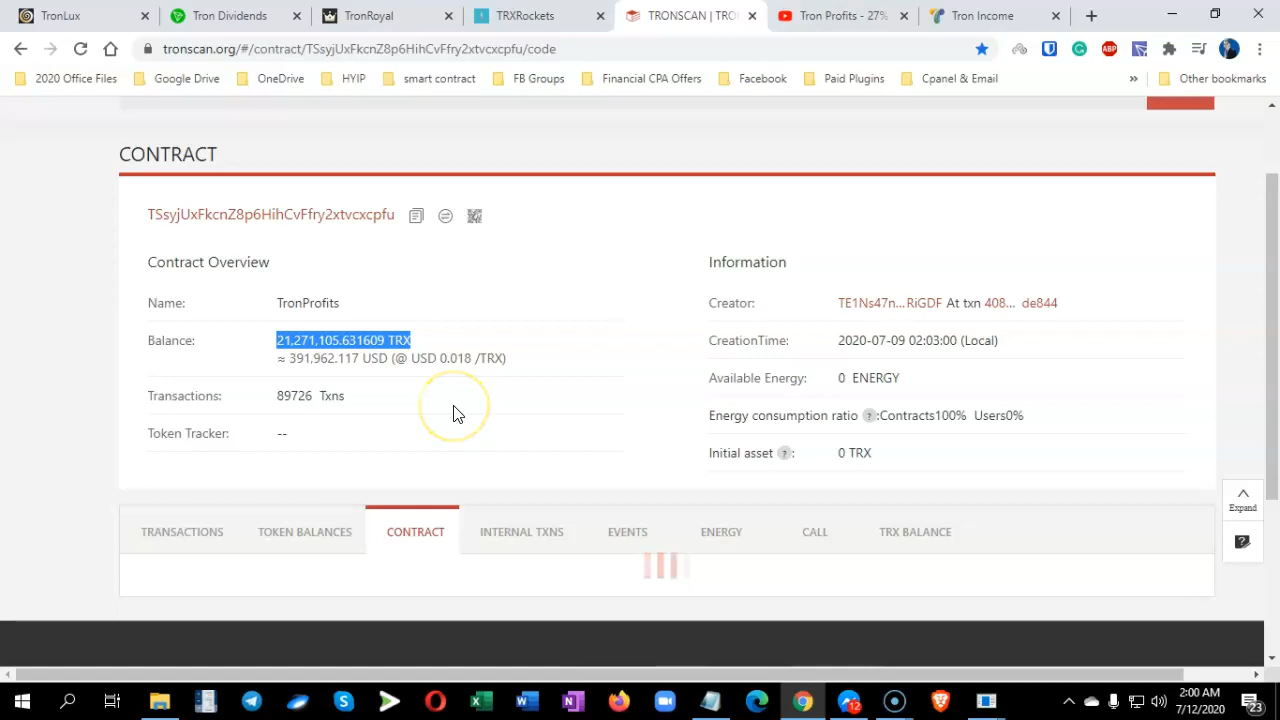 TronLux
Tron Dividends
TronRoyal
TRXRockets
TRONSCAN | TRO
Tron Profits - 27%
Tron Income
tronscan.org/#/contract/TSsyjUxFkcnZ8p6HihCvFfry2xtvcxcpfu/code
ABP
2020 Office Files
Google Drive
OneDrive
HYIP
smart contract
FB Groups
Financial CPA Offers
Facebook
Paid Plugins
Cpanel & Email
»
Other bookmarks
CONTRACT
TSsyjUxFkcnZ8p6HihCvFfry2xtvcxcpfu
Contract Overview
Information
Name: TronProfits
Creator: TE1Ns47n...RiGDF At txn 408... de844
Balance: 21,271,105.631609 TRX
≈ 391,962.117 USD (@ USD 0.018 /TRX)
CreationTime: 2020-07-09 02:03:00 (Local)
Transactions: 89726 Txns
Available Energy: 0 ENERGY
Token Tracker: --
Energy consumption ratio ? :Contracts100% Users0%
Initial asset ? : 0 TRX
Expand
TRANSACTIONS
TOKEN BALANCES
CONTRACT
INTERNAL TXNS
EVENTS
ENERGY
CALL
TRX BALANCE
12
2:00 AM
7/12/2020
23